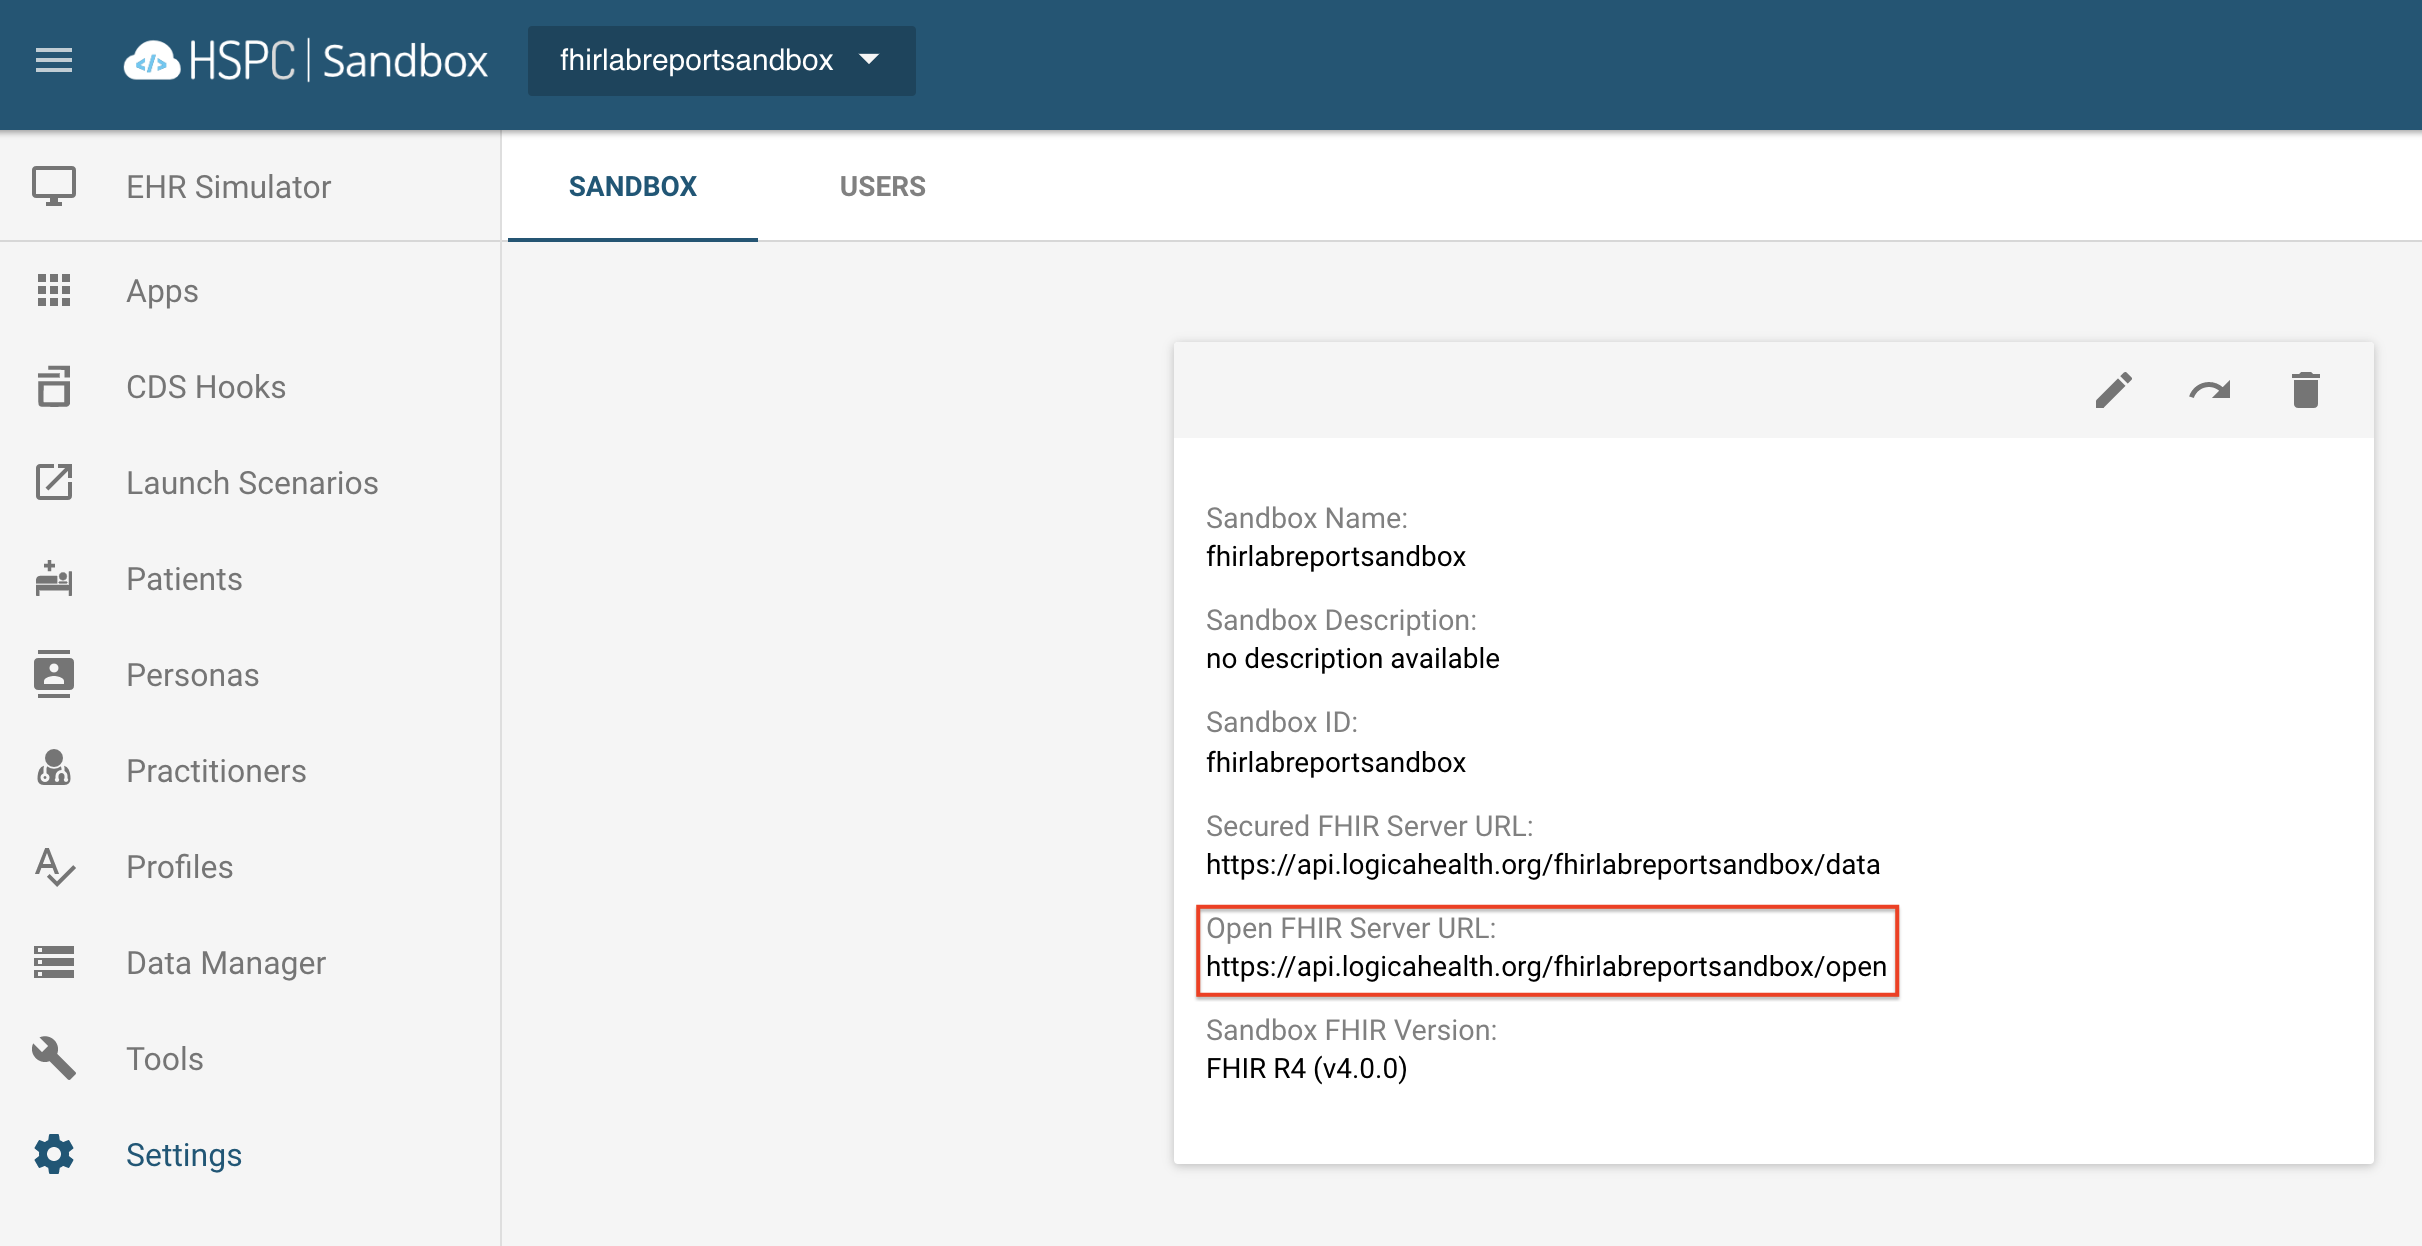 HSPC|Sandbox
fhirlabreportsandbox
EHR Simulator
SANDBOX
USERS
Apps
CDS Hooks
Launch Scenarios
Patients
Personas
Practitioners
Profiles
Data Manager
Tools
Settings
Sandbox Name:
fhirlabreportsandbox
Sandbox Description:
no description available
Sandbox ID:
fhirlabreportsandbox
Secured FHIR Server URL:
https://api.logicahealth.org/fhirlabreportsandbox/data
Open FHIR Server URL:
https://api.logicahealth.org/fhirlabreportsandbox/open
Sandbox FHIR Version:
FHIR R4 (v4.0.0)